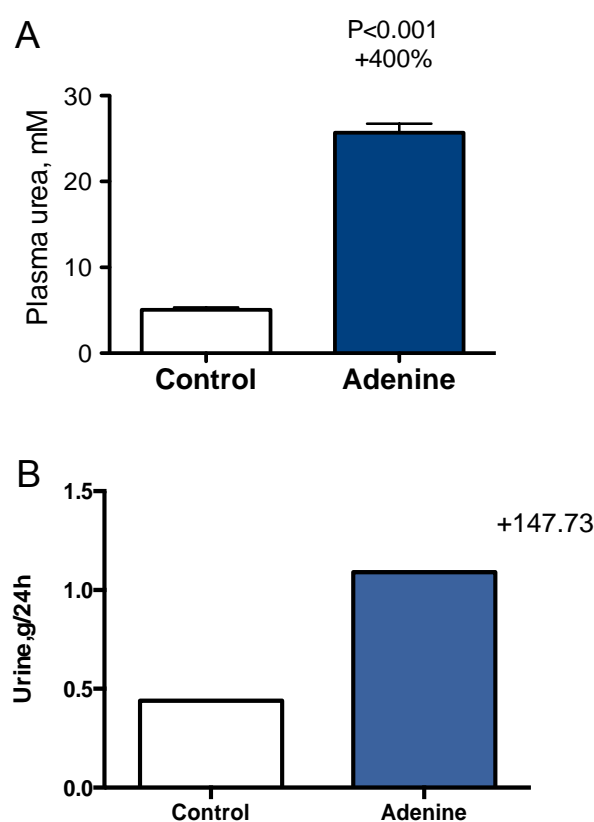 A
P<0.001
+400%
Plasma urea, mM
30
20
10
0
Control Adenine
B
+147.73
Urine,g/24h
1.5
1.0
0.5
0.0
Control Adenine